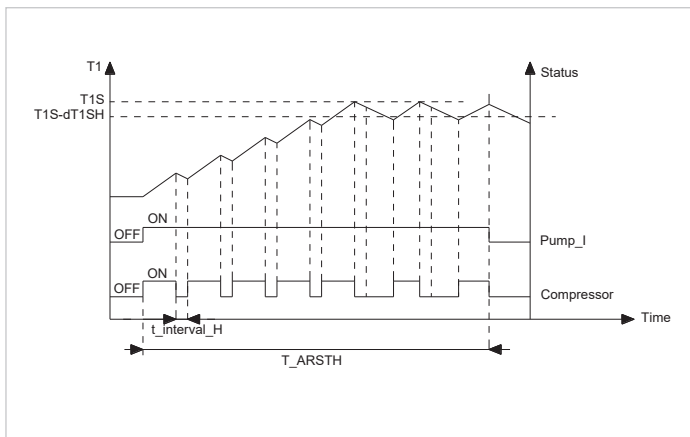 T1
Status
T1S
T1S-dT1SH
ON
OFF
Pump_I
ON
OFF
Compressor
Time
t_interval_H
T_ARSTH